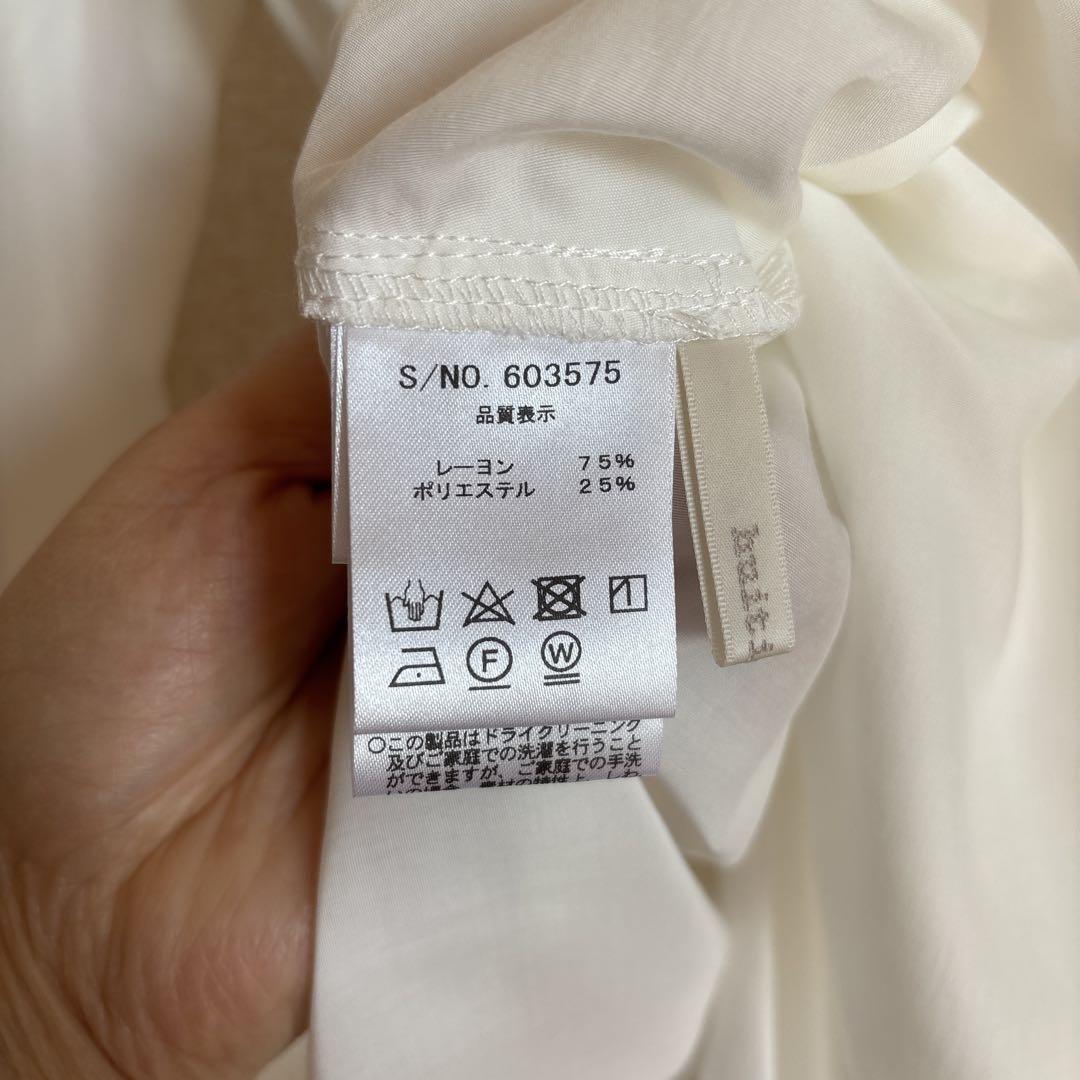 S/NO. 603575
品質表示
レーヨン 75%
ポリエステル 25%
F
W
huit.
○この製品はドライクリーニング
及びご家庭での洗濯を行うこと
ができますが、ご家庭での手洗